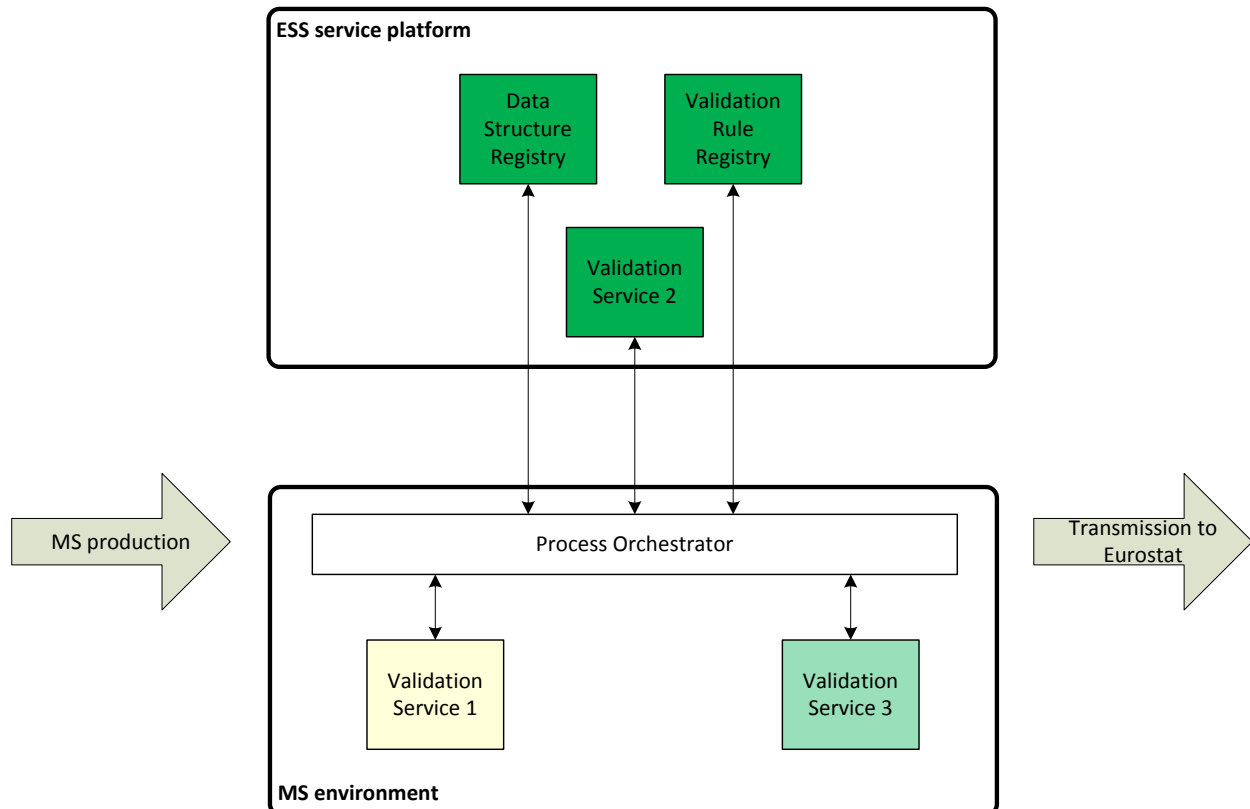 ESS service platform
Data
Structure
Registry
Validation
Rule
Registry
Validation
Service 2
MS production
Process Orchestrator
Transmission to
Eurostat
Validation
Service 1
Validation
Service 3
MS environment